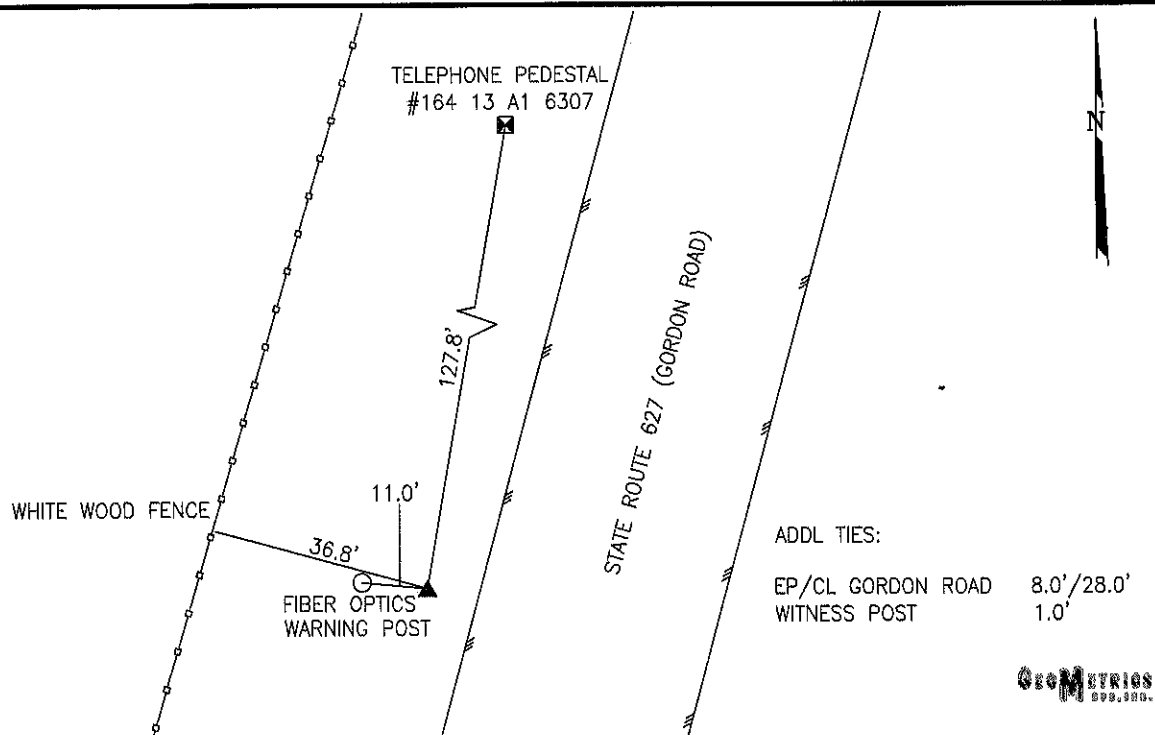 TELEPHONE PEDESTAL
#164 13 A1 6307
N
127.8'
STATE ROUTE 627 (GORDON ROAD)
WHITE WOOD FENCE
11.0'
36.8'
FIBER OPTICS
WARNING POST
ADDL TIES:
EP/CL GORDON ROAD 8.0'/28.0'
WITNESS POST 1.0'
GEOMETRICS